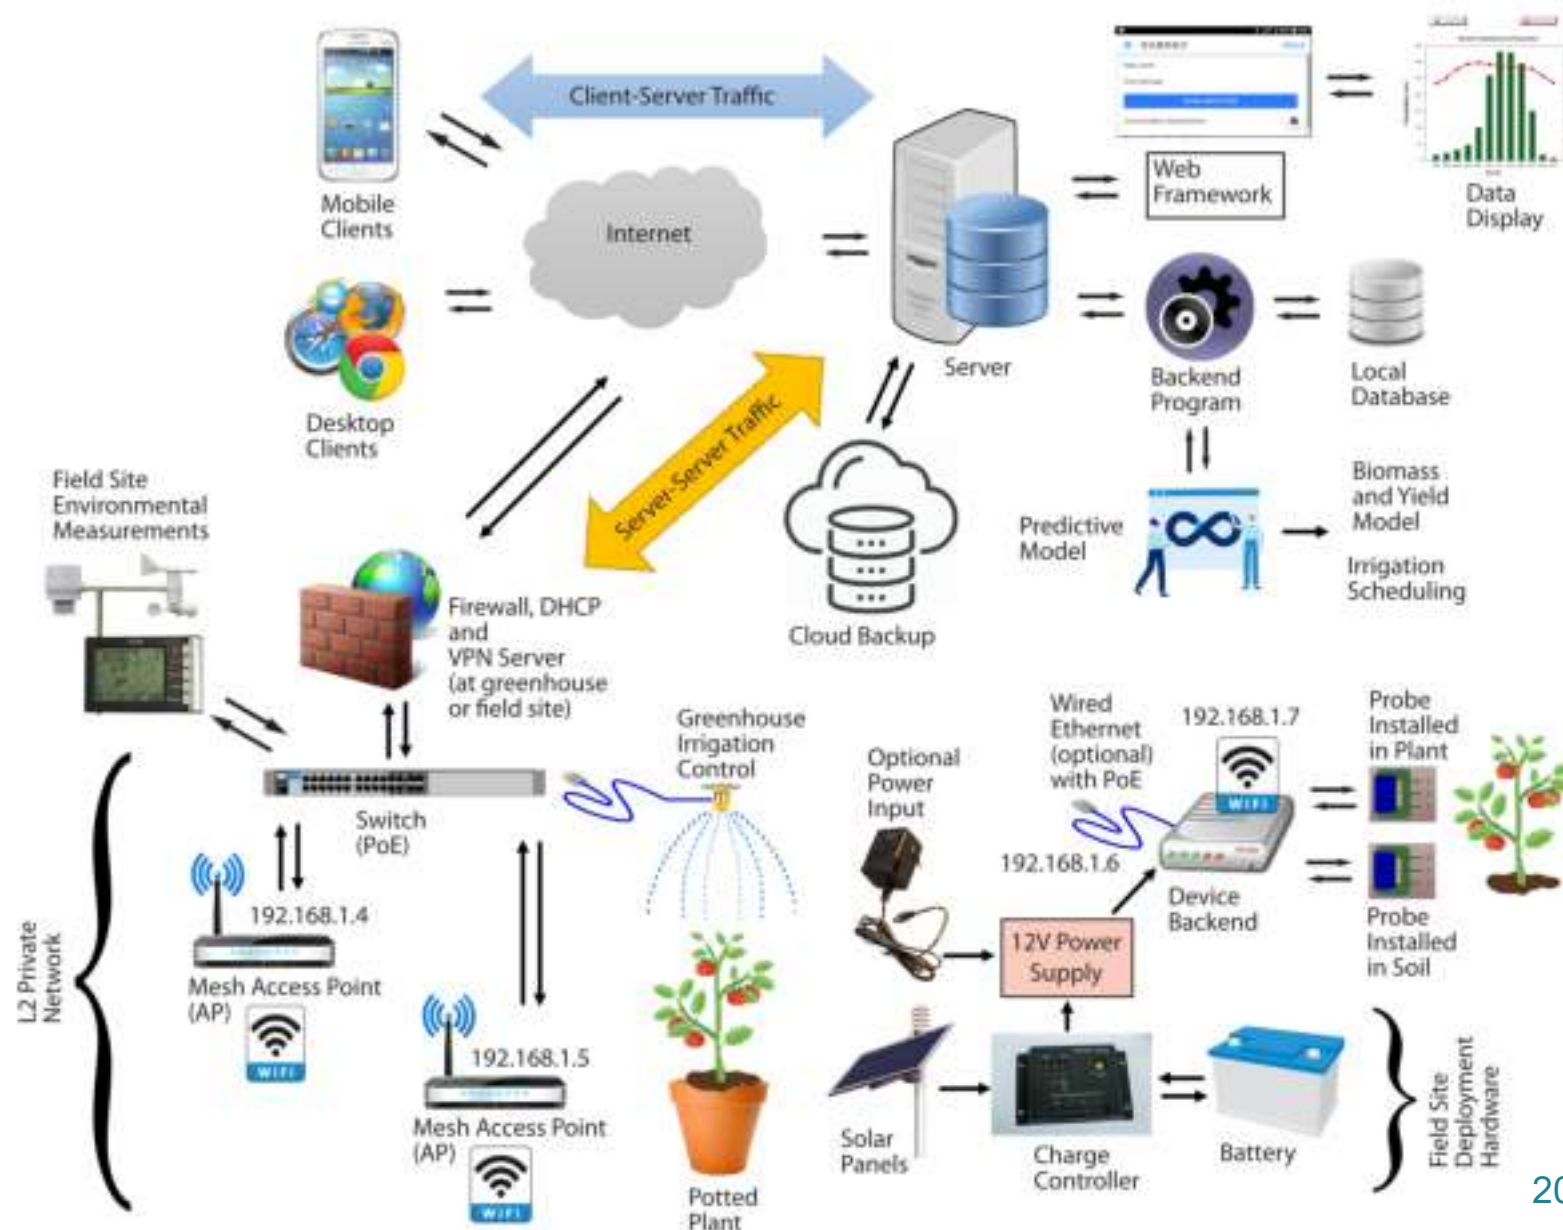 Client-Server Traffic
Mobile
Clients
Internet
Web
Framework
Data
Display
Desktop
Clients
Server
Backend
Program
Local
Database
Server-Server Traffic
Field Site
Environmental
Measurements
Predictive
Model
Biomass
and Yield
Model
Irrigation
Scheduling
Cloud Backup
Firewall, DHCP
and
VPN Server
(at greenhouse
or field site)
Greenhouse
Irrigation
Control
Switch
(PoE)
Optional
Power
Input
Wired
Ethernet
(optional)
with PoE
192.168.1.7
WiFi
192.168.1.6
Device
Backend
Probe
Installed
in Plant
Probe
Installed
in Soil
L2 Private
Network
192.168.1.4
Mesh Access Point
(AP)
WiFi
192.168.1.5
Mesh Access Point
(AP)
WiFi
Potted
Plant
12V Power
Supply
Solar
Panels
Charge
Controller
Battery
Field Site
Deployment
Hardware
20